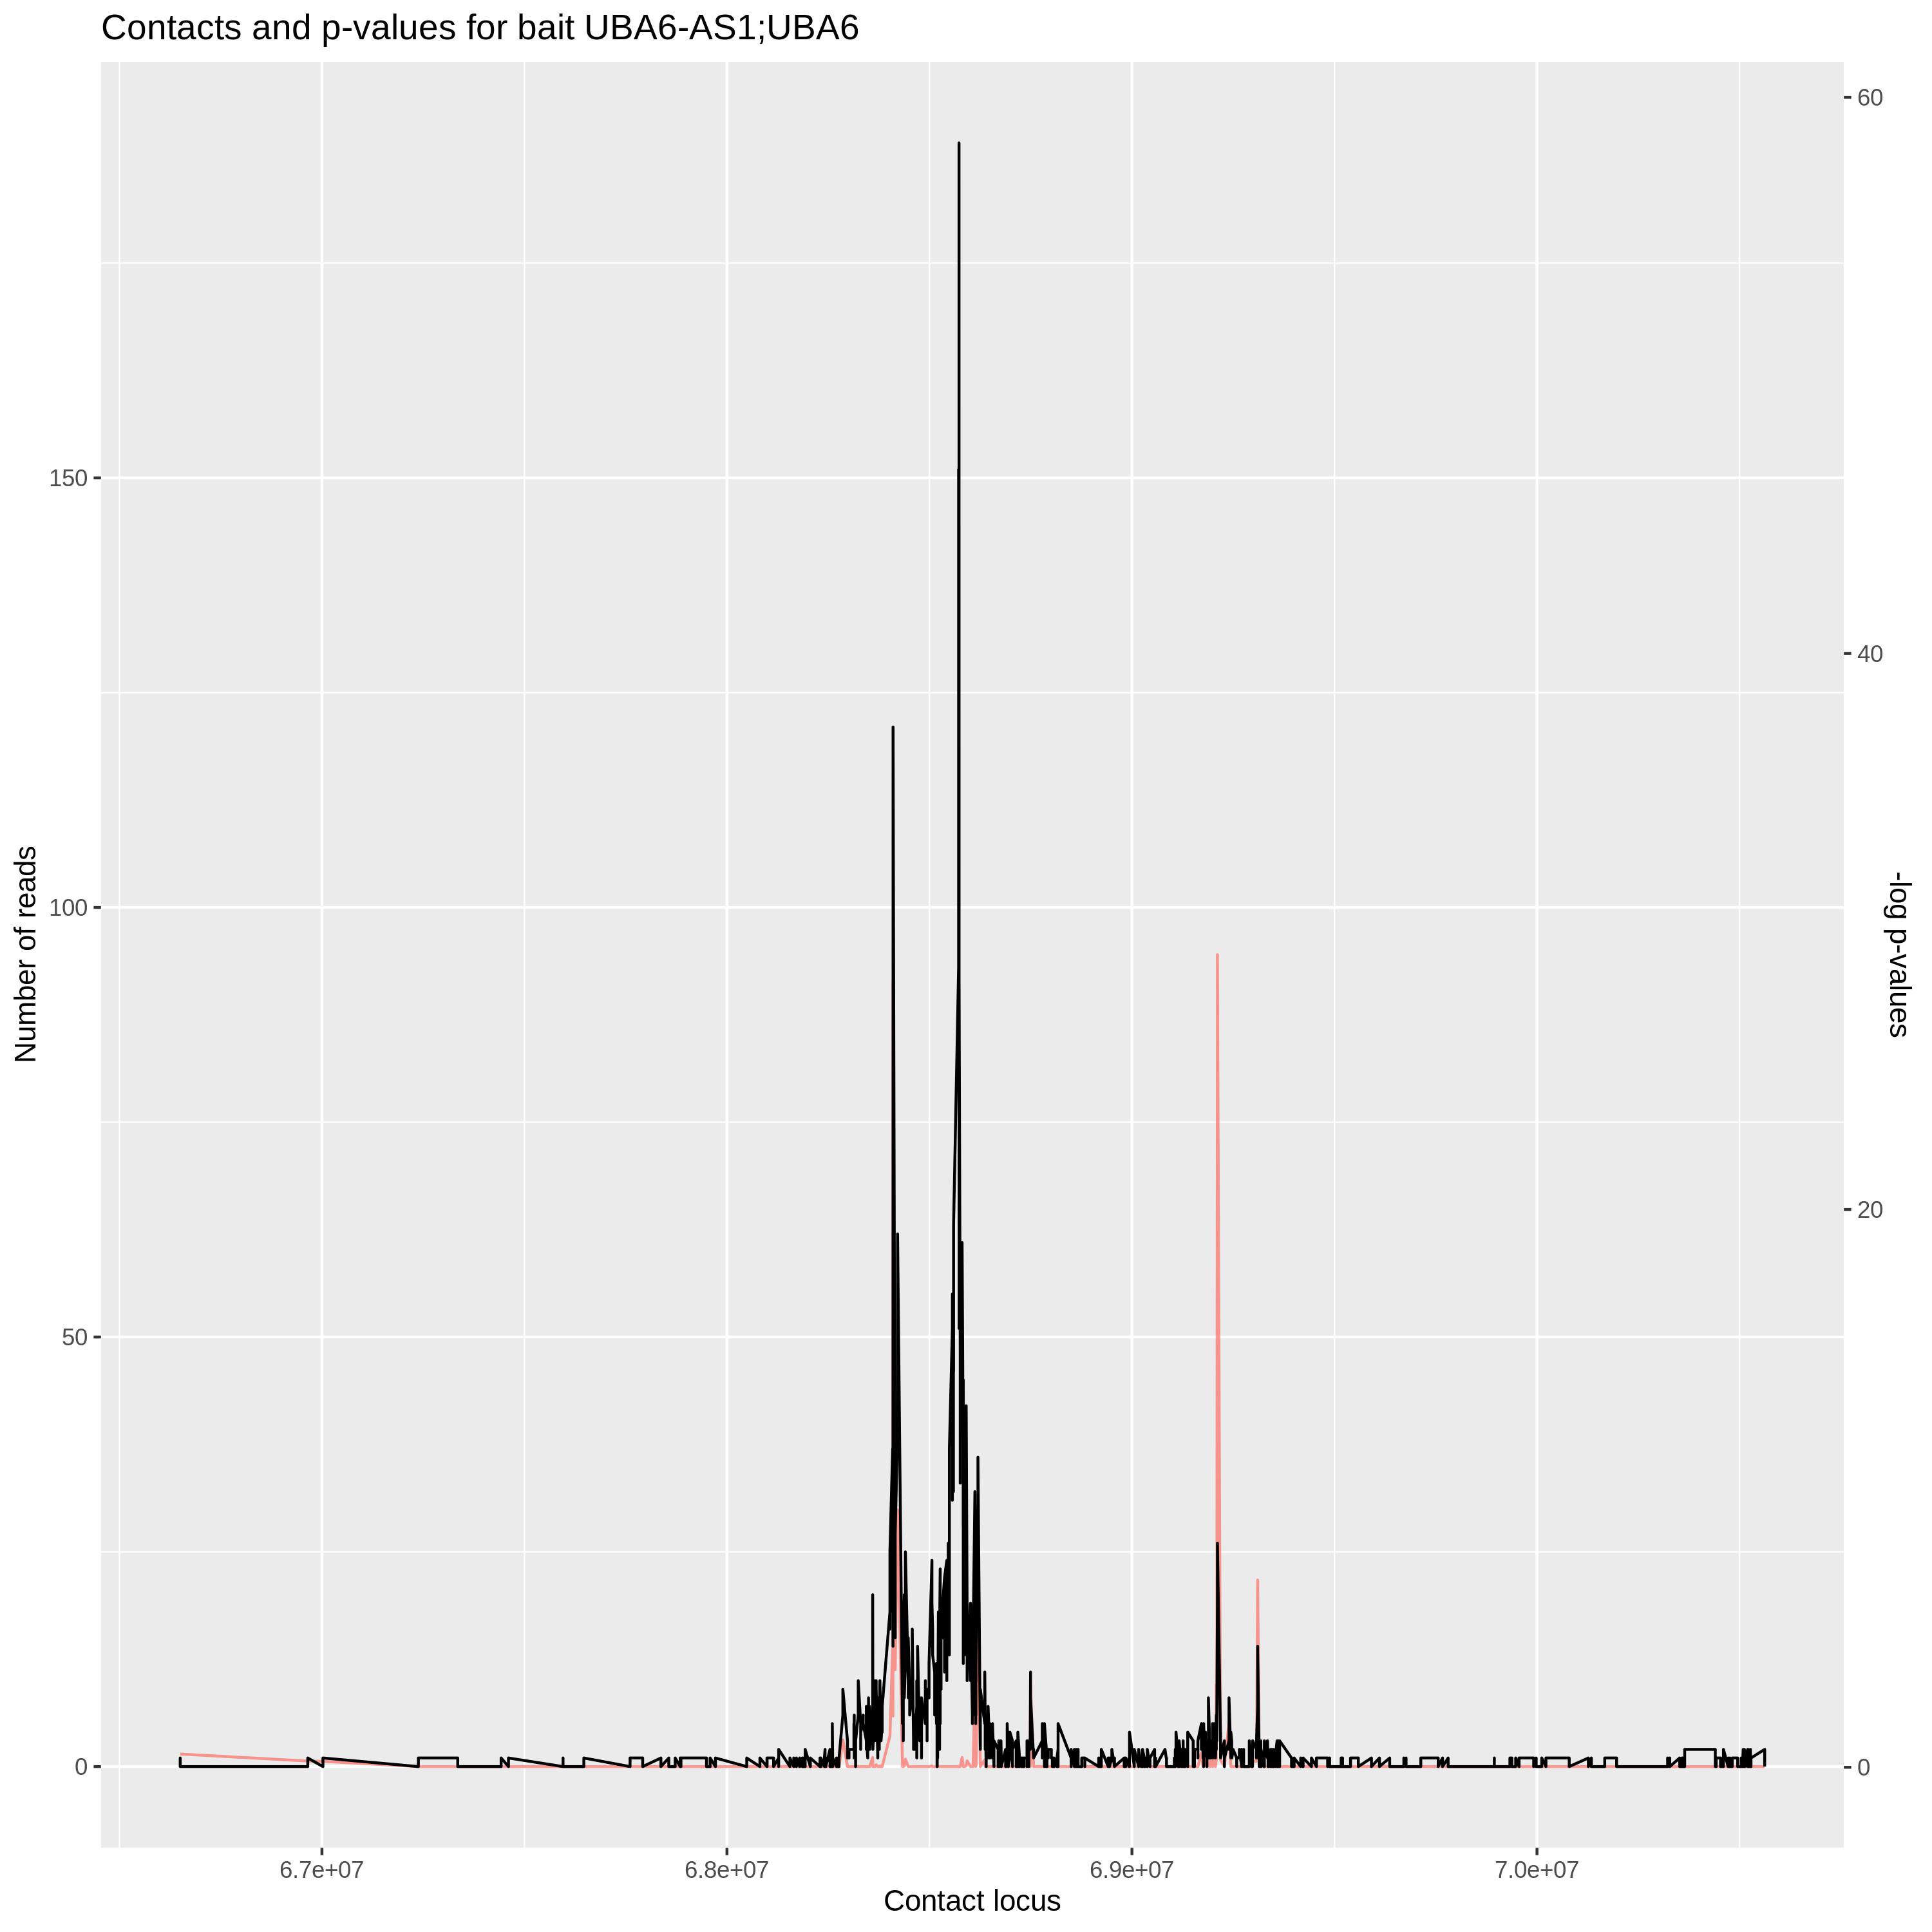 Contacts and p-values for bait UBA6-AS1;UBA6
60
150
40
Number of reads
100
-log p-values
20
50
0
0
6.7e+07
6.8e+07
6.9e+07
7.0e+07
Contact locus